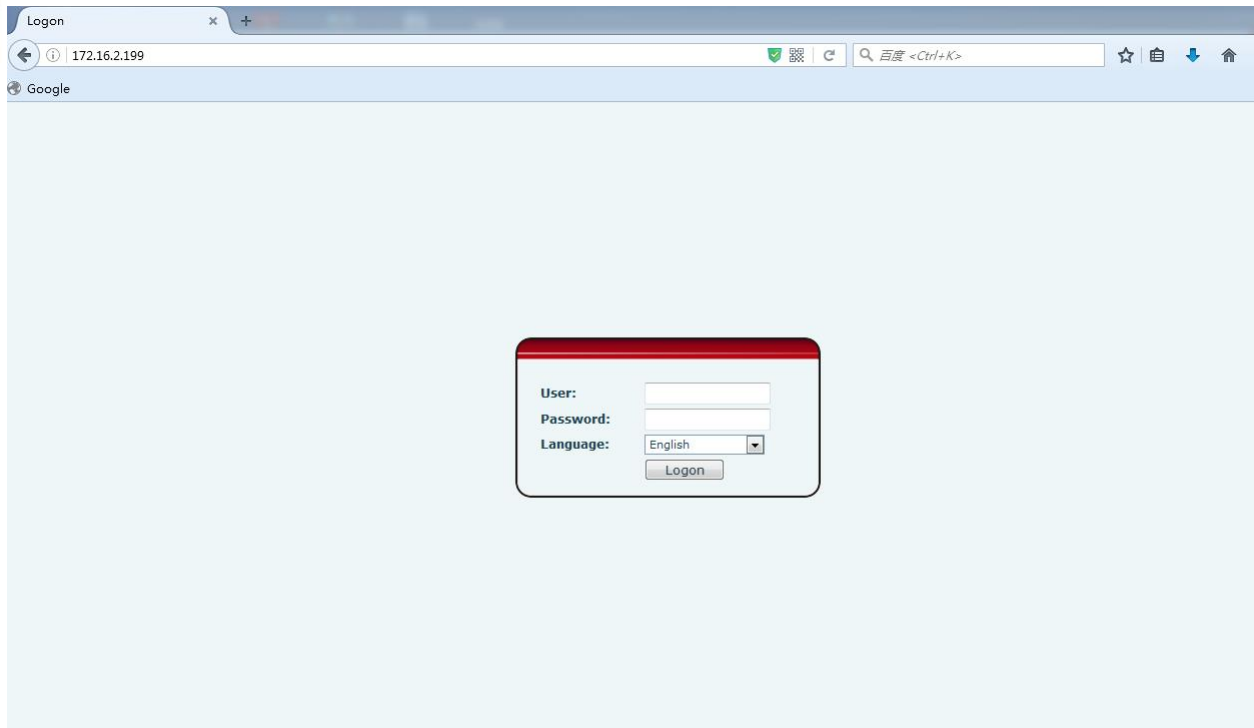 Logon
172.16.2.199
百度 <Ctrl+K>
Google
User:
Password:
Language: English
Logon